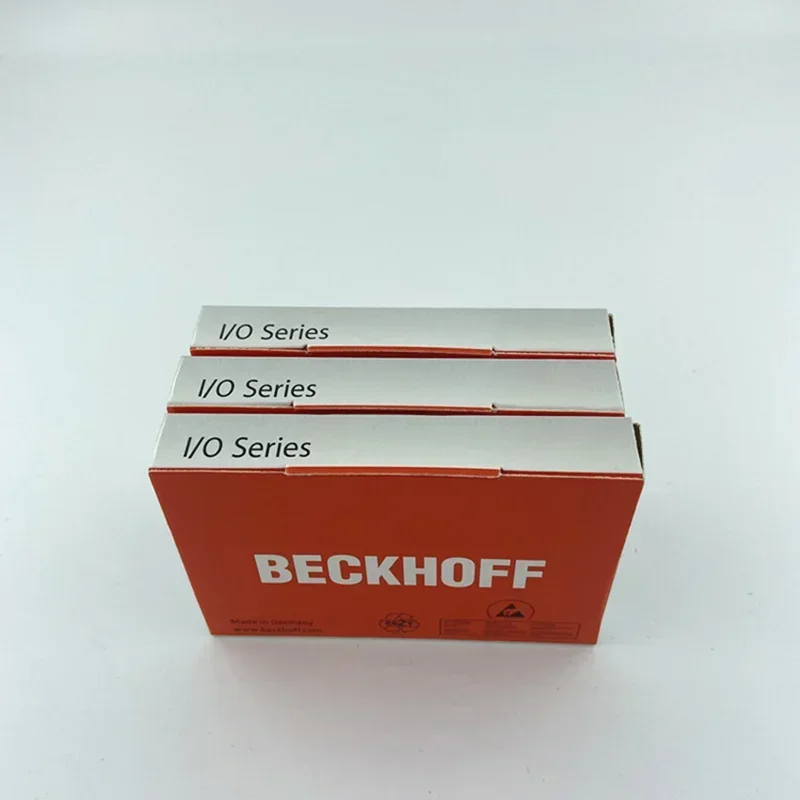 I/O Series
I/O Series
I/O Series
BECKHOFF
Made in Germany
www.beckhoff.com